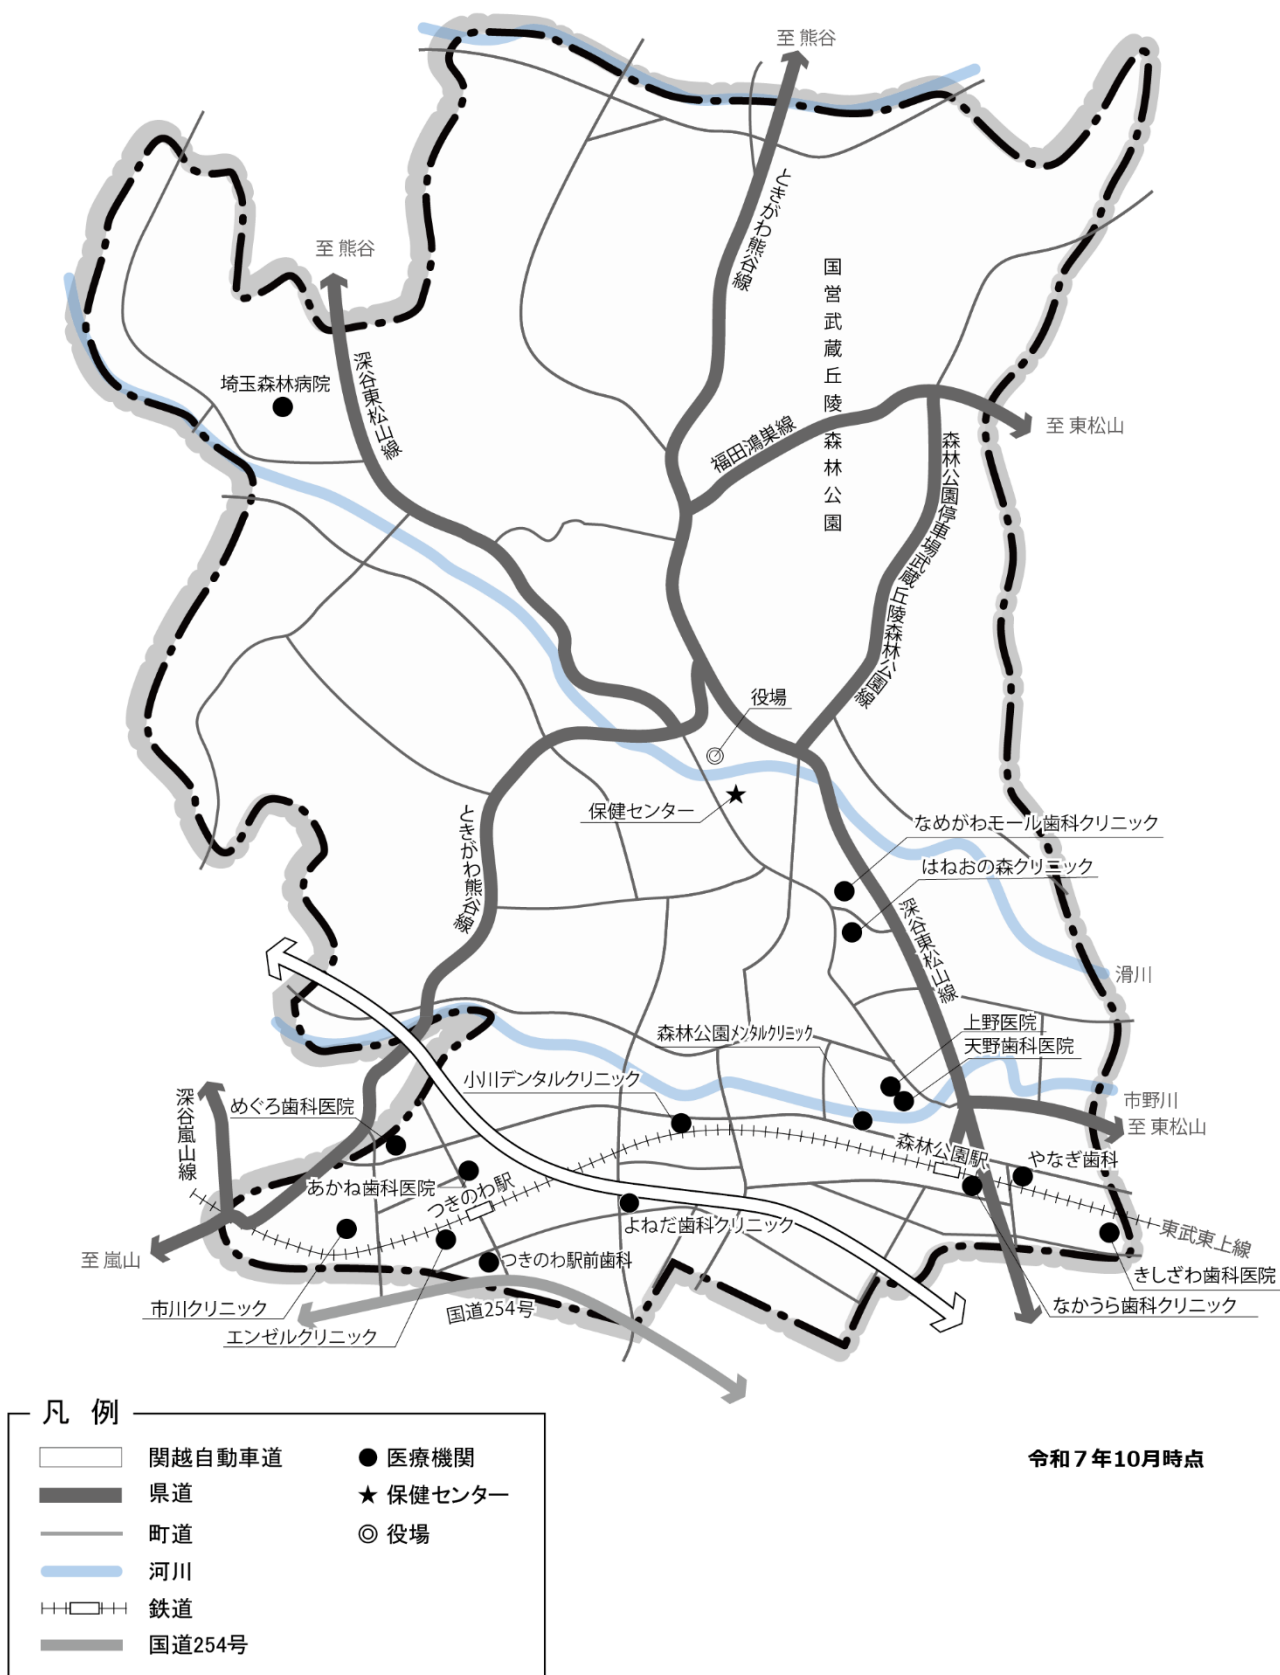 至 熊谷
至 熊谷
ときがわ熊谷線
国営武蔵丘陵森林公園
深谷東松山線
埼玉森林病院
至 東松山
福田鴻巣線
森林公園停車場武蔵丘陵森林公園線
役場
保健センター
ときがわ熊谷線
なめがわモール歯科クリニック
はねおの森クリニック
深谷東松山線
滑川
森林公園メンタルクリニック
上野医院
天野歯科医院
小川デンタルクリニック
深谷嵐山線
めぐろ歯科医院
市野川
至 東松山
森林公園駅
やなぎ歯科
あかね歯科医院
つきのわ駅
よねだ歯科クリニック
東武東上線
至 嵐山
つきのわ駅前歯科
きしざわ歯科医院
市川クリニック
国道254号
なかうら歯科クリニック
エンゼルクリニック
凡 例
関越自動車道
県道
町道
河川
鉄道
国道254号
医療機関
保健センター
役場
令和７年10月時点